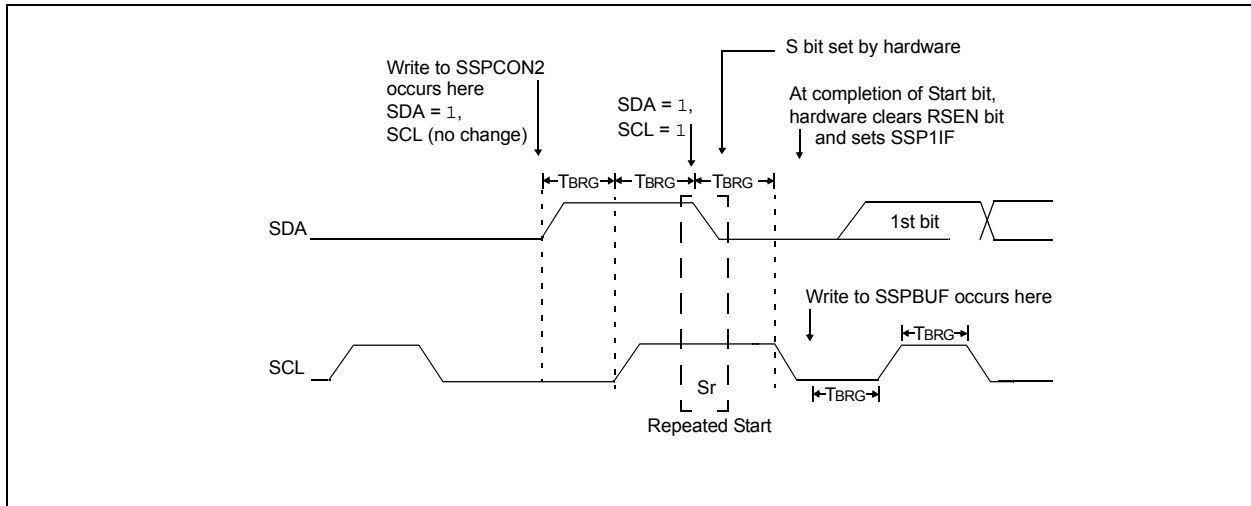 S bit set by hardware
Write to SSPCON2
occurs here
SDA = 1,
SCL (no change)
SDA = 1,
SCL = 1
At completion of Start bit,
hardware clears RSEN bit
and sets SSP1IF
TBRG TBRG TBRG
SDA
1st bit
Write to SSPBUF occurs here
TBRG
SCL
Sr
TBRG
Repeated Start